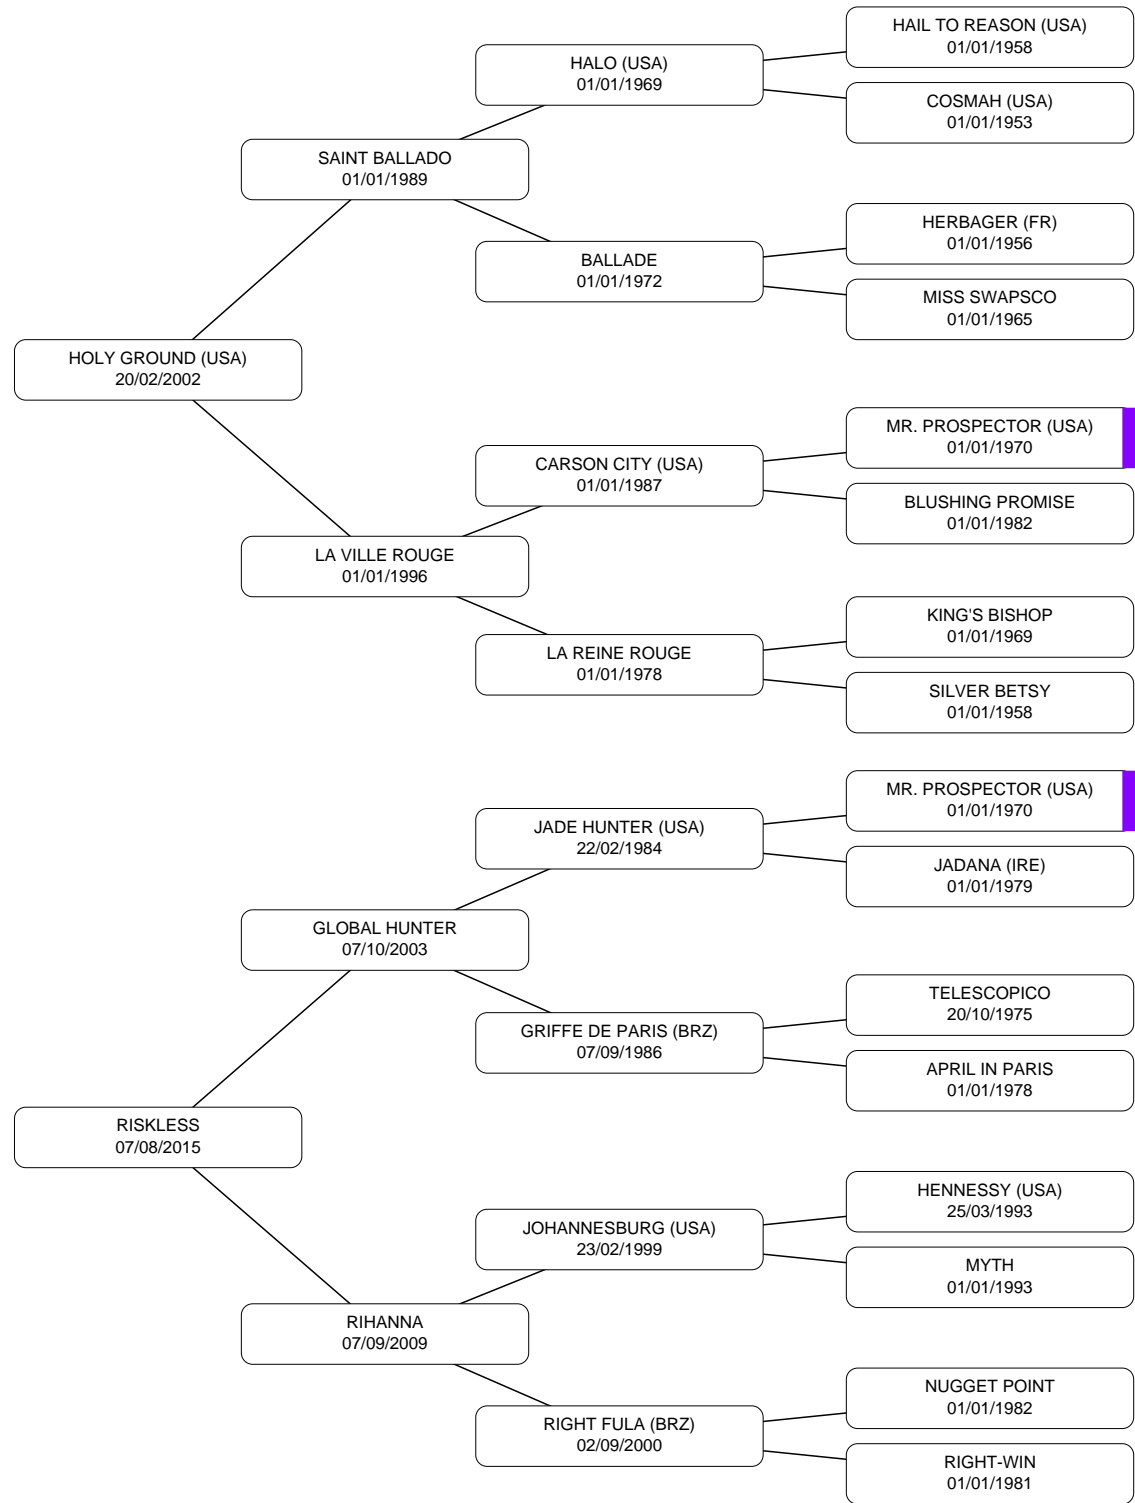 HAIL TO REASON (USA)
01/01/1958
HALO (USA)
01/01/1969
COSMAH (USA)
01/01/1953
SAINT BALLADO
01/01/1989
HERBAGER (FR)
01/01/1956
BALLADE
01/01/1972
MISS SWAPSCO
01/01/1965
HOLY GROUND (USA)
20/02/2002
MR. PROSPECTOR (USA)
01/01/1970
CARSON CITY (USA)
01/01/1987
BLUSHING PROMISE
01/01/1982
LA VILLE ROUGE
01/01/1996
KING'S BISHOP
01/01/1969
LA REINE ROUGE
01/01/1978
SILVER BETSY
01/01/1958
MR. PROSPECTOR (USA)
01/01/1970
JADE HUNTER (USA)
22/02/1984
JADANA (IRE)
01/01/1979
GLOBAL HUNTER
07/10/2003
TELESCOPICO
20/10/1975
GRIFFE DE PARIS (BRZ)
07/09/1986
APRIL IN PARIS
01/01/1978
RISKLESS
07/08/2015
HENNESSY (USA)
25/03/1993
JOHANNESBURG (USA)
23/02/1999
MYTH
01/01/1993
RIHANNA
07/09/2009
NUGGET POINT
01/01/1982
RIGHT FULA (BRZ)
02/09/2000
RIGHT-WIN
01/01/1981